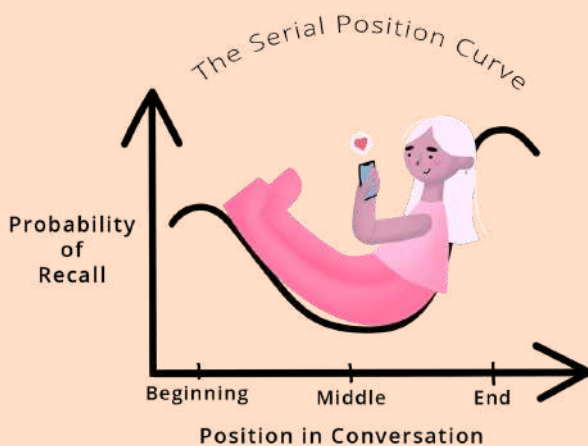 The Serial Position Curve
Probability
of
Recall
Beginning
Middle
End
Position in Conversation